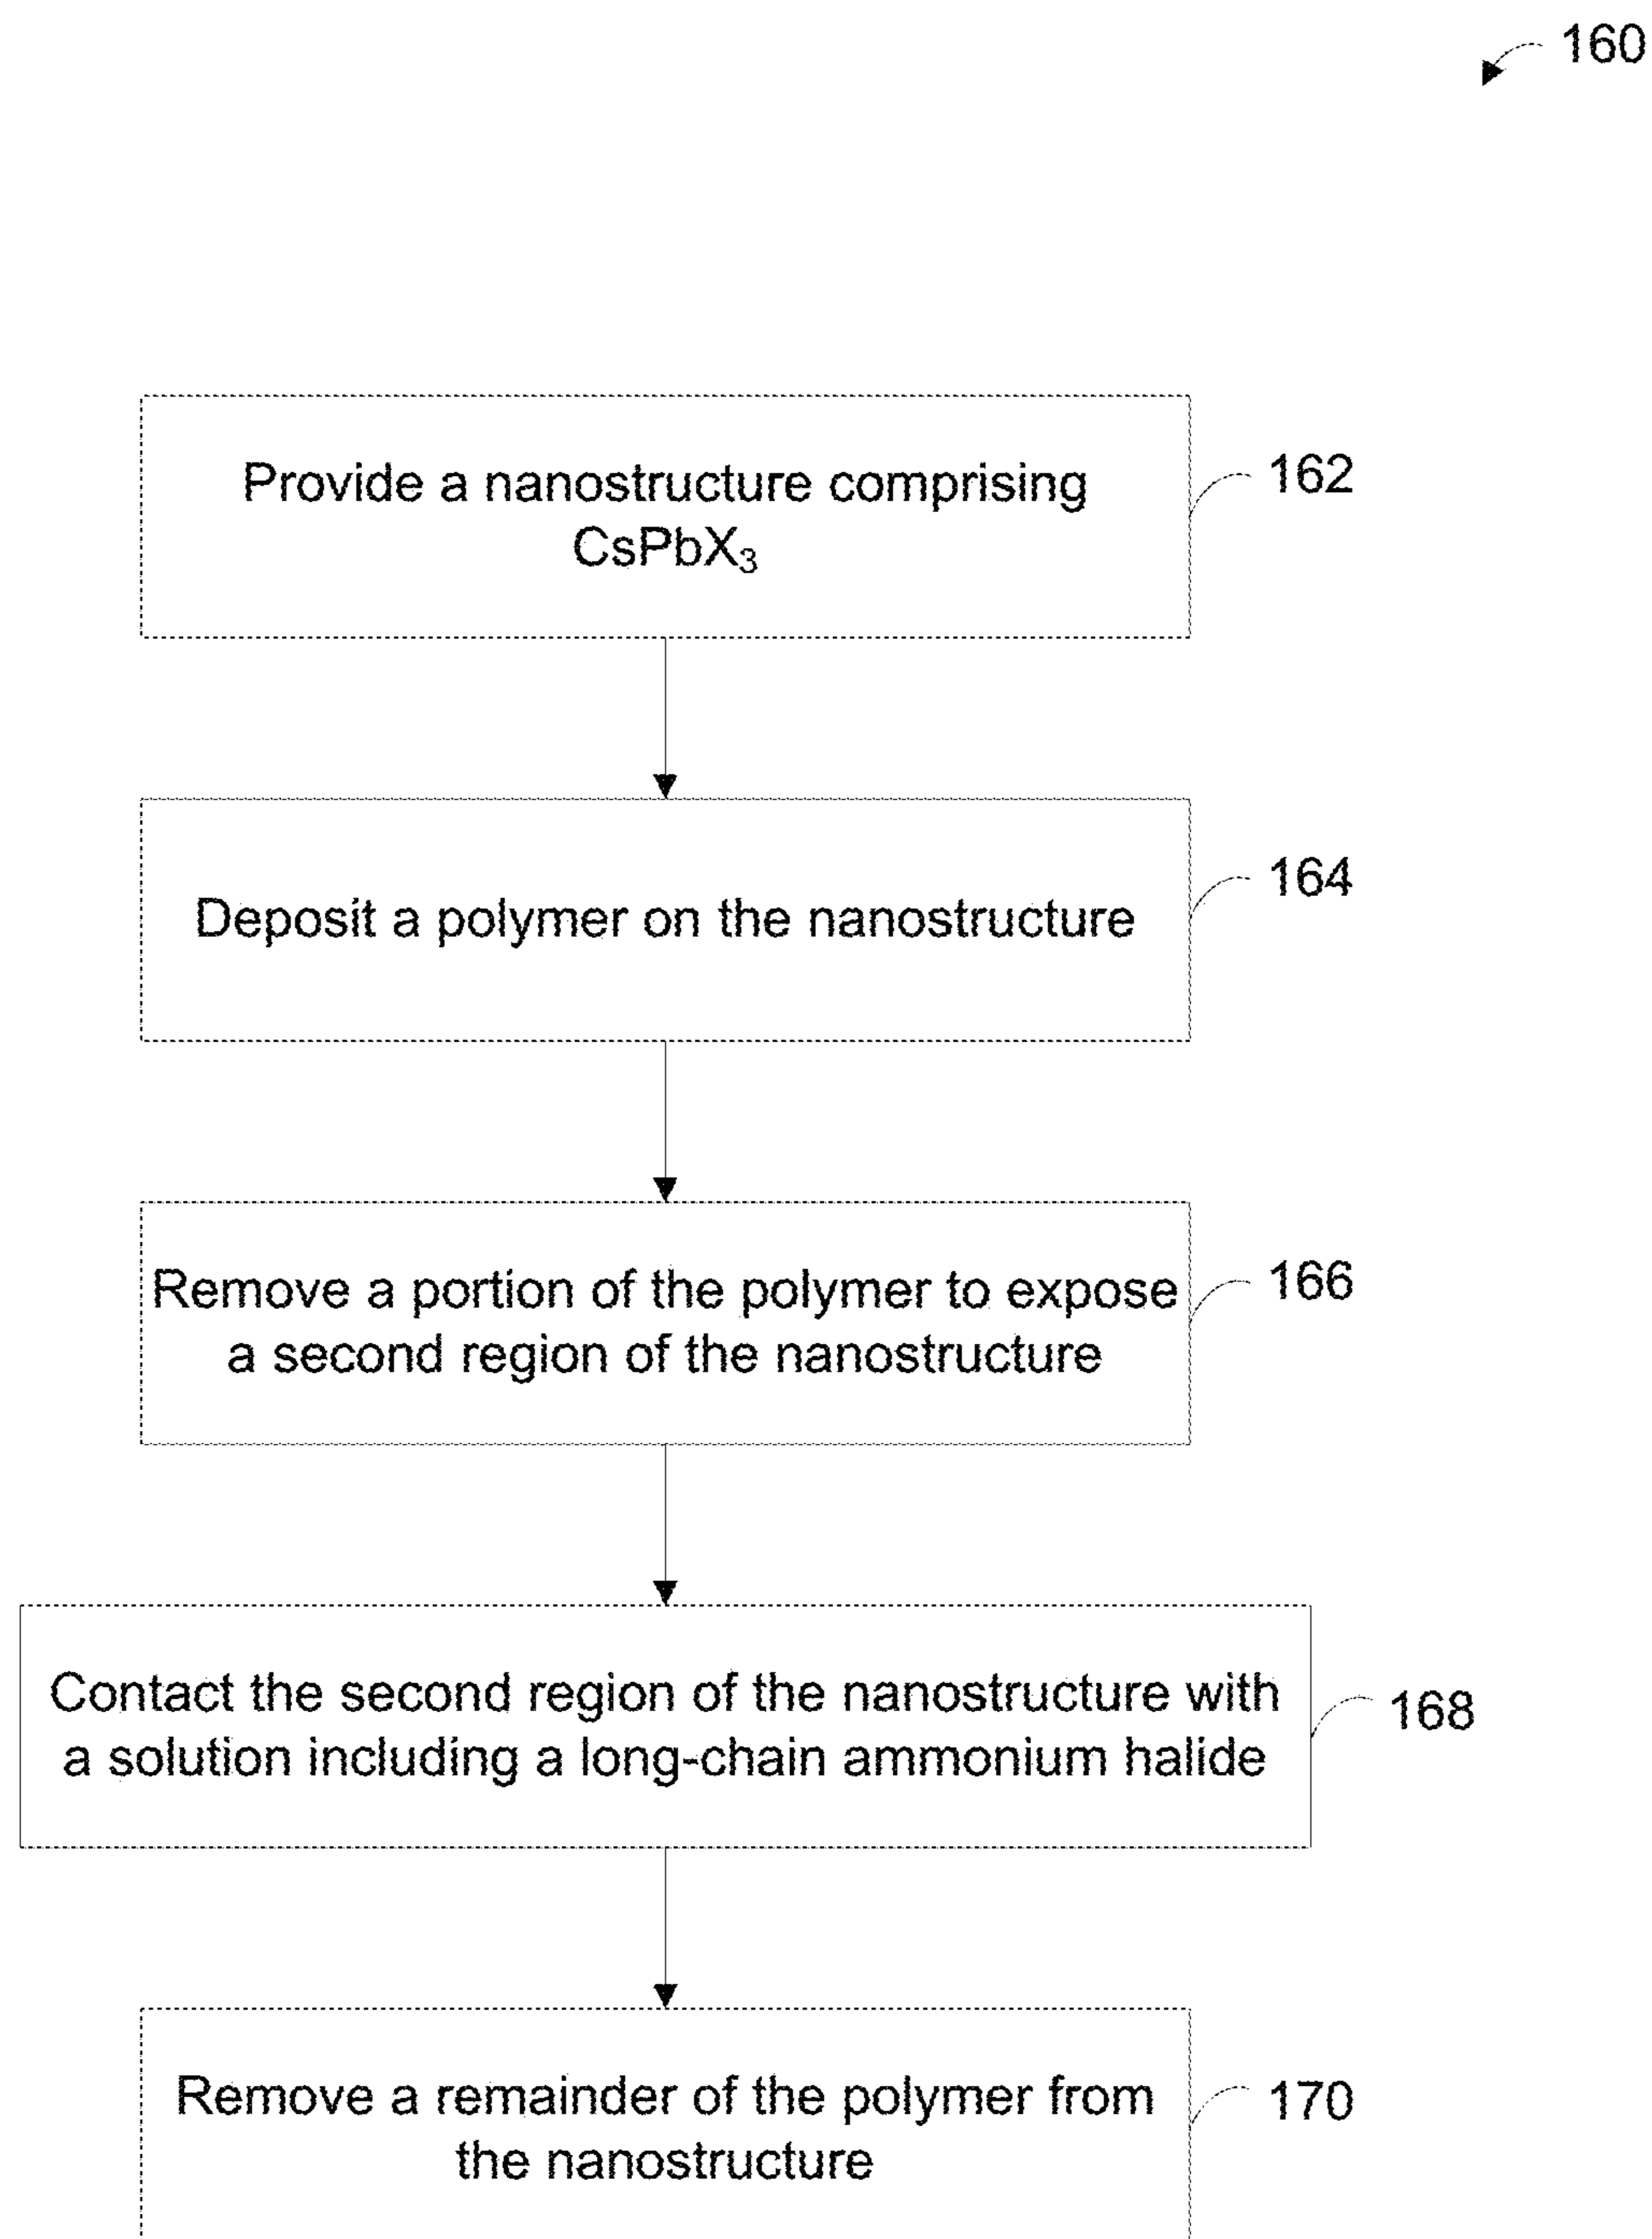 160
Provide a nanostructure comprising
CsPbX₃
162
Deposit a polymer on the nanostructure
164
Remove a portion of the polymer to expose
a second region of the nanostructure
166
Contact the second region of the nanostructure with
a solution including a long-chain ammonium halide
168
Remove a remainder of the polymer from
the nanostructure
170